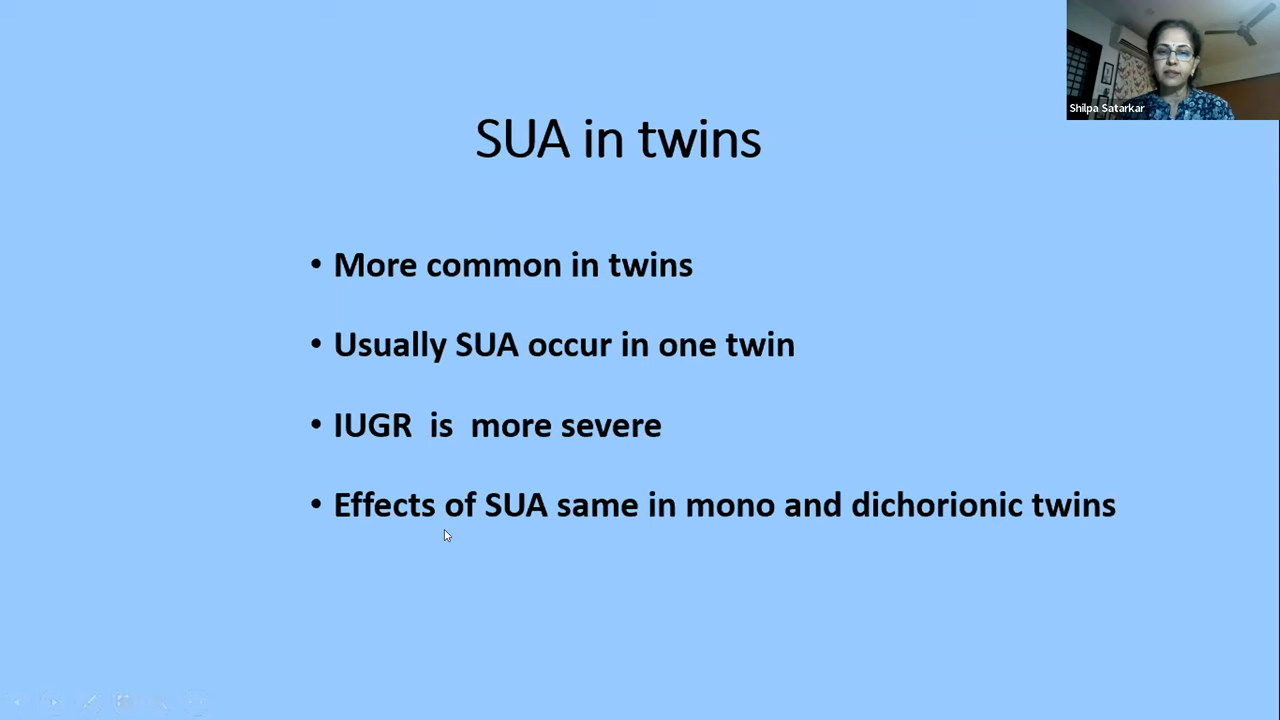 Shilpa Satarkar
SUA in twins
• More common in twins
• Usually SUA occur in one twin
• IUGR is more severe
• Effects of SUA same in mono and dichorionic twins